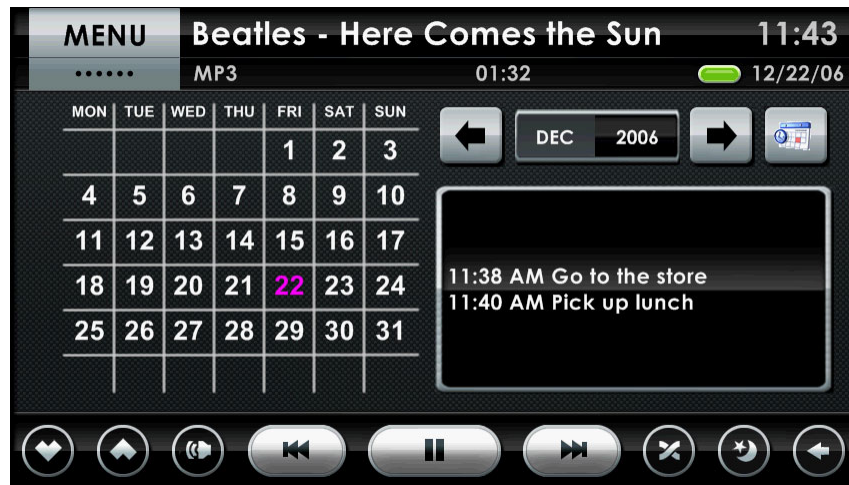 MENU Beatles - Here Comes the Sun 11:43
MP3 01:32 12/22/06
MON TUE WED THU FRI SAT SUN
DEC 2006
1 2 3
4 5 6 7 8 9 10
11 12 13 14 15 16 17
18 19 20 21 22 23 24
25 26 27 28 29 30 31
11:38 AM Go to the store
11:40 AM Pick up lunch